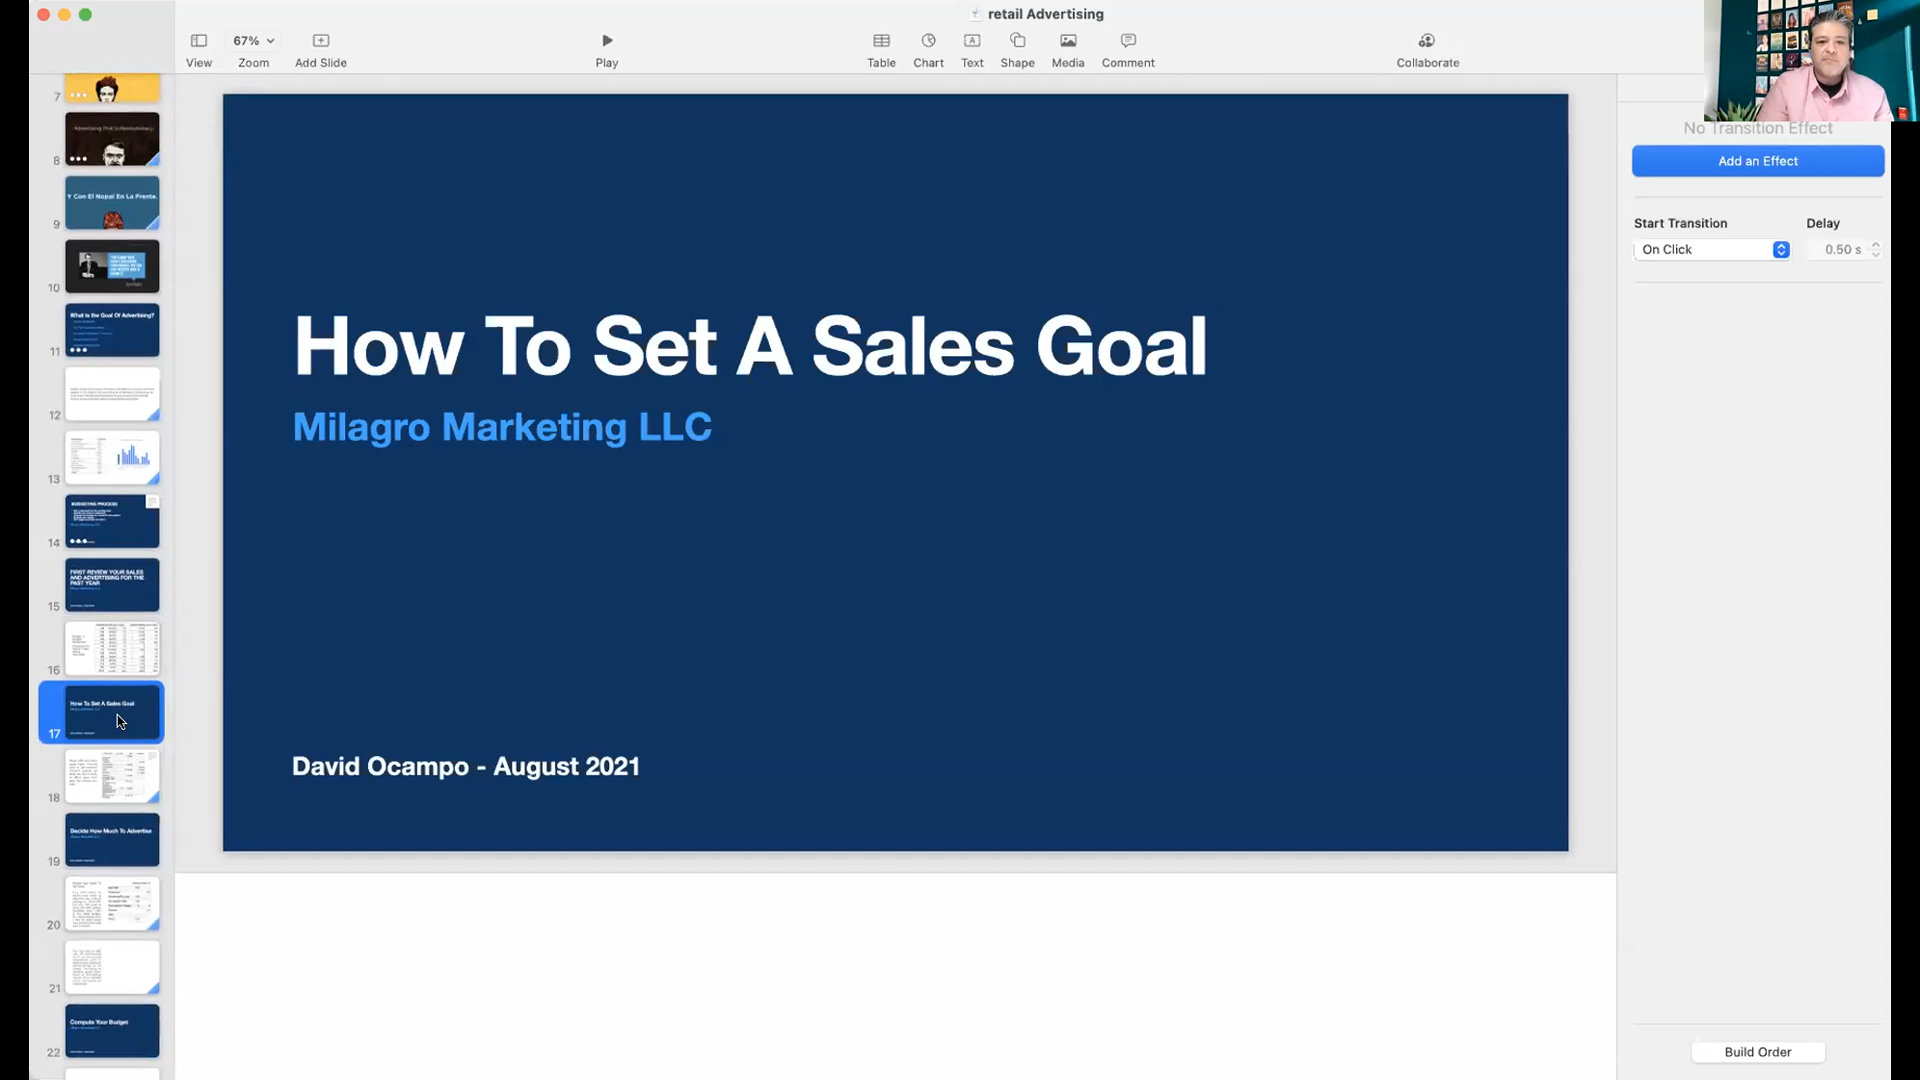 retail Advertising
67%
View
Zoom
Add Slide
Play
Table
Chart
Text
Shape
Media
Comment
Collaborate
7
8
Advertising That Is Revolutionary
9
Y Con El Nopal En La Frente.
10
11
What is the Goal Of Advertising?
12
13
14
BUDGETING PROCESS
15
FIRST REVIEW YOUR SALES
AND ADVERTISING FOR THE
PAST YEAR
16
17
How To Set A Sales Goal
18
19
Decide How Much To Advertise
20
21
22
Compute Your Budget
How To Set A Sales Goal
Milagro Marketing LLC
David Ocampo - August 2021
No Transition Effect
Add an Effect
Start Transition
Delay
On Click
0.50 s
Build Order